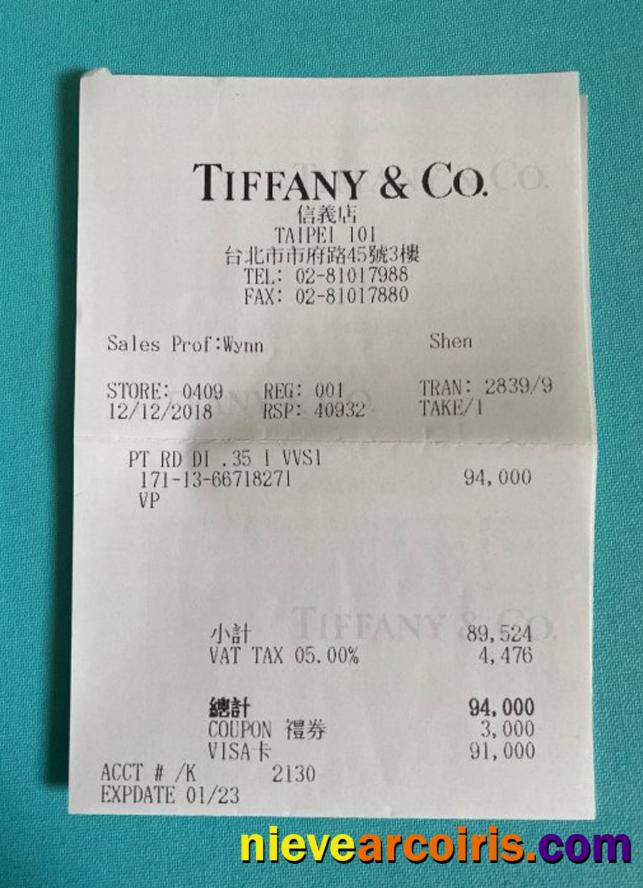 TIFFANY & CO.
信義店
TAIPEI 101
台北市市府路45號3樓
TEL: 02-81017988
FAX: 02-81017880
Sales Prof:Wynn Shen
STORE: 0409 REG: 001 TRAN: 2839/9
12/12/2018 RSP: 40932 TAKE/1
PT RD DI .35 I VVS1
171-13-66718271 94,000
VP
小計 89,524
VAT TAX 05.00% 4,476
總計 94,000
COUPON 禮券 3,000
VISA卡 91,000
ACCT # /K 2130
EXPDATE 01/23
nievearcoiris.com